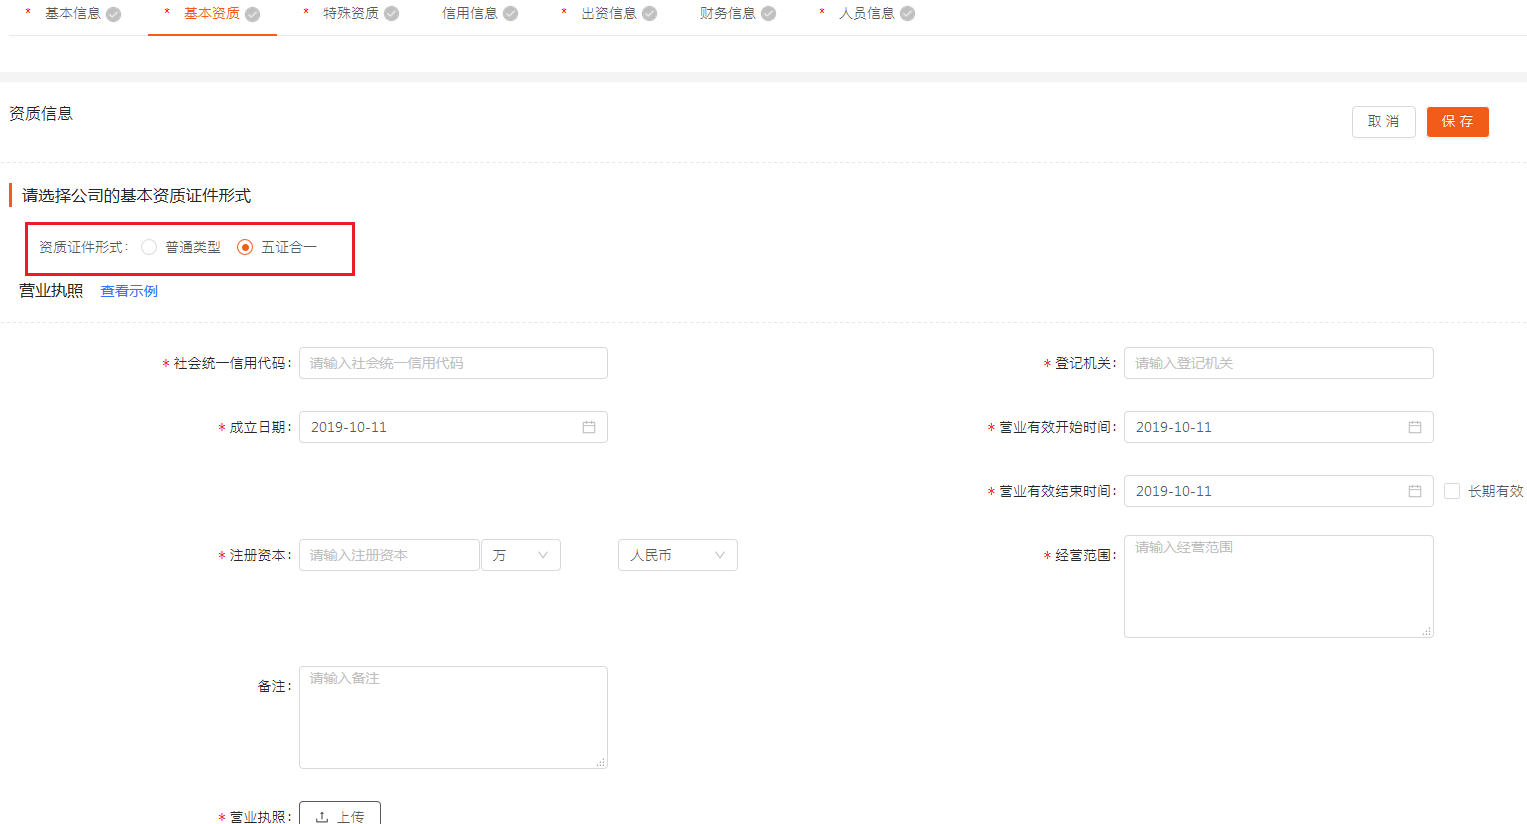 * 基本信息 * 基本资质 * 特殊资质 信用信息 * 出资信息 财务信息 * 人员信息
资质信息
取 消 保 存
请选择公司的基本资质证件形式
资质证件形式: 普通类型 五证合一
营业执照 查看示例
* 社会统一信用代码: 请输入社会统一信用代码 * 登记机关: 请输入登记机关
* 成立日期: 2019-10-11 * 营业有效开始时间: 2019-10-11
* 营业有效结束时间: 2019-10-11 长期有效
* 注册资本: 请输入注册资本 万 人民币 * 经营范围: 请输入经营范围
备注: 请输入备注
* 营业执照: 上传